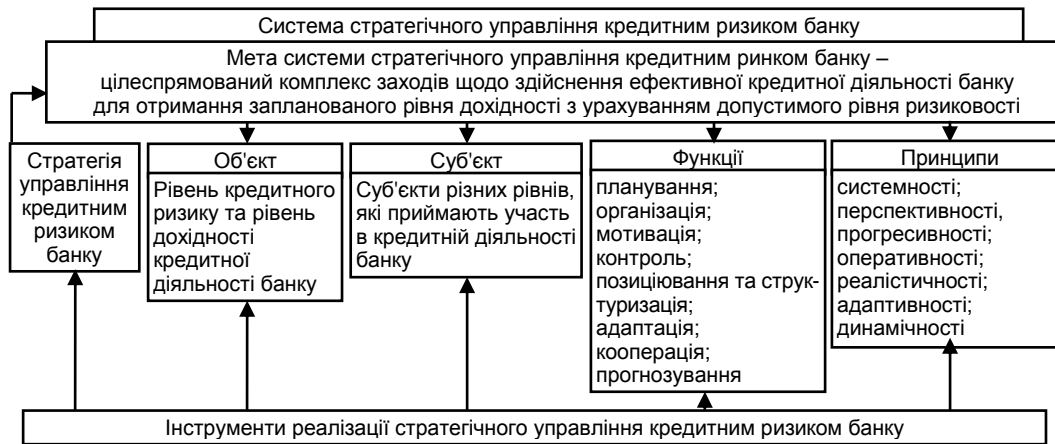 Система стратегічного управління кредитним ризиком банку
Мета системи стратегічного управління кредитним ринком банку –
цілеспрямований комплекс заходів щодо здійснення ефективної кредитної діяльності банку
для отримання запланованого рівня дохідності з урахуванням допустимого рівня ризиковості
Стратегія
управління
кредитним
ризиком
банку
Об'єкт
Рівень кредитного
ризику та рівень
дохідності
кредитної
діяльності банку
Суб'єкт
Суб'єкти різних рівнів,
які приймають участь
в кредитній діяльності
банку
Функції
планування;
організація;
мотивація;
контроль;
позиціювання та струк-
туризація;
адаптація;
кооперація;
прогнозування
Принципи
системності;
перспективності,
прогресивності;
оперативності;
реалістичності;
адаптивності;
динамічності
Інструменти реалізації стратегічного управління кредитним ризиком банку